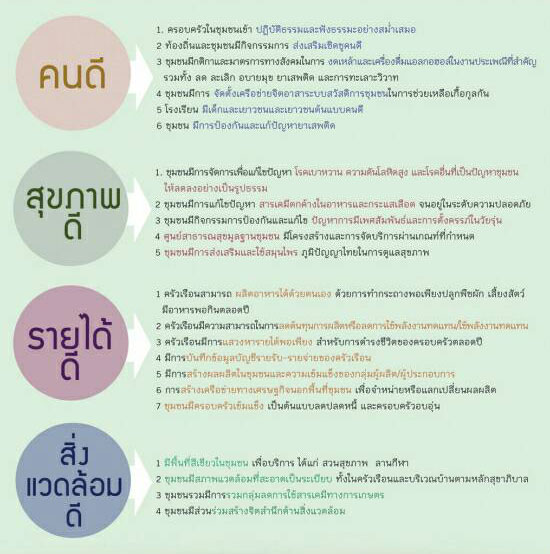 คนดี
1. ครอบครัวในชุมชนเข้า ปฏิบัติธรรมและฟังธรรมะอย่างสม่ำเสมอ
2 ท้องถิ่นและชุมชนมีกิจกรรมการ ส่งเสริมเชิดชูคนดี
3 ชุมชนมีกติกาและมาตรการทางสังคมในการ งดเหล้าและเครื่องดื่มแอลกอฮอล์ในงานประเพณีที่สำคัญ
รวมทั้ง ลด ละเลิก อบายมุข ยาเสพติด และการทะเลาะวิวาท
4 ชุมชนมีการ จัดตั้งเครือข่ายจิตอาสาระบบสวัสดิการชุมชนในการช่วยเหลือเกื้อกูลกัน
5 โรงเรียน มีเด็กและเยาวชนและเยาวชนต้นแบบคนดี
6 ชุมชน มีการป้องกันและแก้ปัญหายาเสพติด
สุขภาพ
ดี
1. ชุมชนมีการจัดการเพื่อแก้ไขปัญหา โรคเบาหวาน ความดันโลหิตสูง และโรคอื่นที่เป็นปัญหาชุมชน
ให้ลดลงอย่างเป็นรูปธรรม
2 ชุมชนมีการแก้ไขปัญหา สารเคมีตกค้างในอาหารและกระแสเลือด จนอยู่ในระดับความปลอดภัย
3 ชุมชนมีกิจกรรมการป้องกันและแก้ไข ปัญหาการมีเพศสัมพันธ์และการตั้งครรภ์ในวัยรุ่น
4 ศูนย์สาธารณสุขมูลฐานชุมชน มีโครงสร้างและการจัดบริการผ่านเกณฑ์ที่กำหนด
5 ชุมชนมีการส่งเสริมและใช้สมุนไพร ภูมิปัญญาไทยในการดูแลสุขภาพ
รายได้
ดี
1 ครัวเรือนสามารถ ผลิตอาหารได้ด้วยตนเอง ด้วยการทำกระถางพอเพียงปลูกพืชผัก เลี้ยงสัตว์
มีอาหารพอกินตลอดปี
2 ครัวเรือนมีความสามารถในการลดต้นทุนการผลิตหรือลดการใช้พลังงานทดแทน/ใช้พลังงานทดแทน
3 ครัวเรือนมีการแสวงหารายได้พอเพียง สำหรับการดำรงชีวิตของครอบครัวตลอดปี
4 มีการบันทึกข้อมูลบัญชีรายรับ-รายจ่ายของครัวเรือน
5 มีการสร้างผลผลิตในชุมชนและความเข้มแข็งของกลุ่มผู้ผลิต/ผู้ประกอบการ
6 การสร้างเครือข่ายทางเศรษฐกิจนอกพื้นที่ชุมชน เพื่อจำหน่ายหรือแลกเปลี่ยนผลผลิต
7 ชุมชนมีครอบครัวเข้มแข็ง เป็นต้นแบบลดปลดหนี้ และครอบครัวอบอุ่น
สิ่ง
แวดล้อม
ดี
1 มีพื้นที่สีเขียวในชุมชน เพื่อบริการ ได้แก่ สวนสุขภาพ ลานกีฬา
2 ชุมชนมีสภาพแวดล้อมที่สะอาดเป็นระเบียบ ทั้งในครัวเรือนและบริเวณบ้านตามหลักสุขาภิบาล
3 ชุมชนรวมมีการรวมกลุ่มลดการใช้สารเคมีทางการเกษตร
4 ชุมชนมีส่วนร่วมสร้างจิตสำนึกด้านสิ่งแวดล้อม